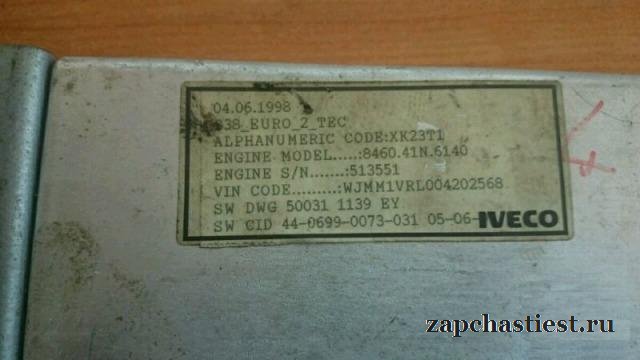 04.06.1998
38_EURO_2_TEC
ALPHANUMERIC CODE:XK23T1
ENGINE MODEL....:8460.41N.6140
ENGINE S/N.......:513551
VIN CODE.........:WJMM1VRL004202568
SW DWG 50031 1139 EY
SW CID 44-0699-0073-031 05-06-
IVECO
zapchastiest.ru